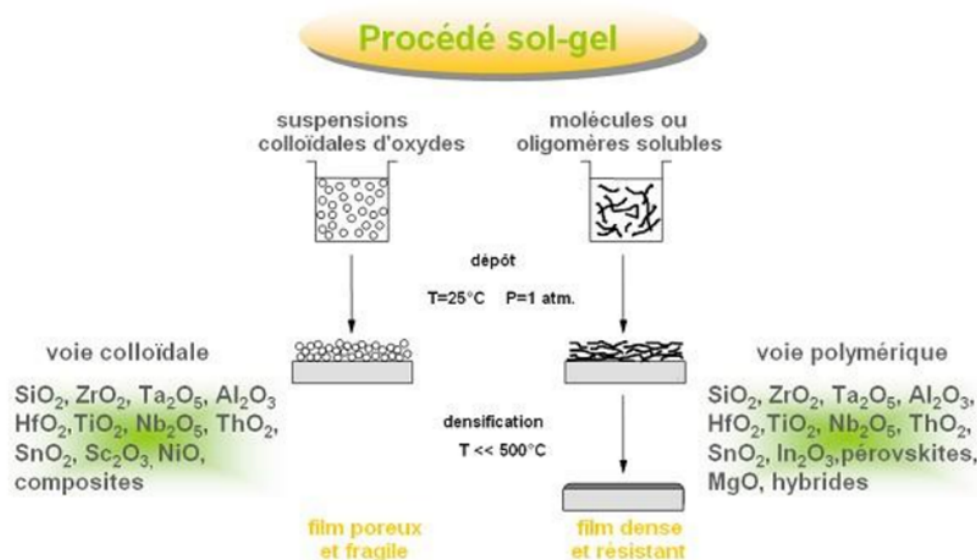 Procédé sol-gel
suspensions
colloïdales d'oxydes
molécules ou
oligomères solubles
dépôt
T=25°C P=1 atm.
voie colloïdale
SiO₂, ZrO₂, Ta₂O₅, Al₂O₃
HfO₂,TiO₂, Nb₂O₅, ThO₂,
SnO₂, Sc₂O₃, NiO,
composites
voie polymérique
SiO₂, ZrO₂, Ta₂O₅, Al₂O₃,
HfO₂, TiO₂, Nb₂O₅, ThO₂,
SnO₂, In₂O₃,pérovskites,
MgO, hybrides
densification
T << 500°C
film poreux
et fragile
film dense
et résistant